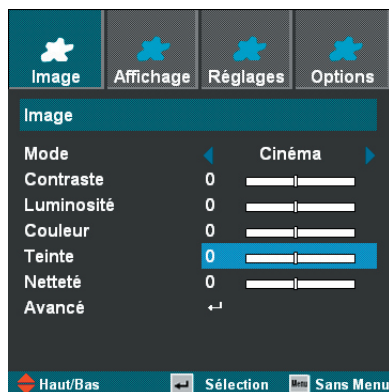 Image Affichage Réglages Options
Image
Mode Cinéma
Contraste 0
Luminosité 0
Couleur 0
Teinte 0
Netteté 0
Avancé
Haut/Bas Sélection Menu Sans Menu